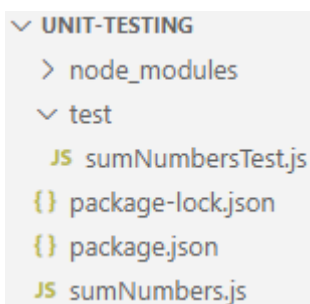 UNIT-TESTING
node_modules
test
JS sumNumbersTest.js
{} package-lock.json
{} package.json
JS sumNumbers.js